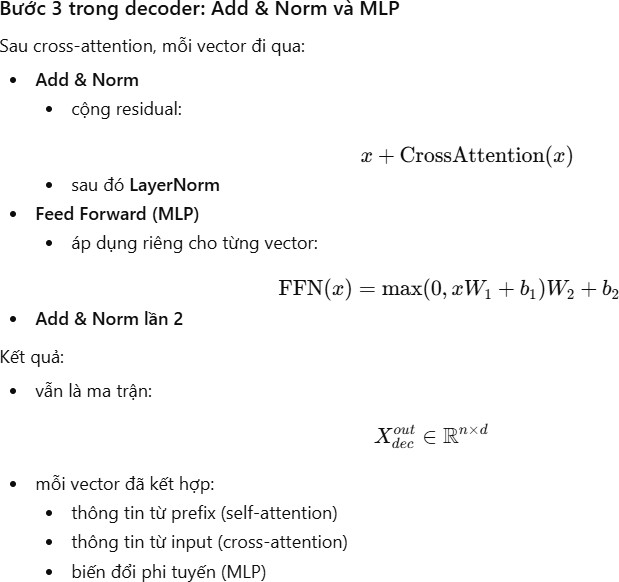 Bước 3 trong decoder: Add & Norm và MLP
Sau cross-attention, mỗi vector đi qua:
• Add & Norm
• cộng residual:
x + CrossAttention(x)
• sau đó LayerNorm
• Feed Forward (MLP)
• áp dụng riêng cho từng vector:
FFN(x) = max(0, xW₁ + b₁)W₂ + b₂
• Add & Norm lần 2
Kết quả:
• vẫn là ma trận:
X_{dec}^{out} ∈ ℝ^{n×d}
• mỗi vector đã kết hợp:
• thông tin từ prefix (self-attention)
• thông tin từ input (cross-attention)
• biến đổi phi tuyến (MLP)